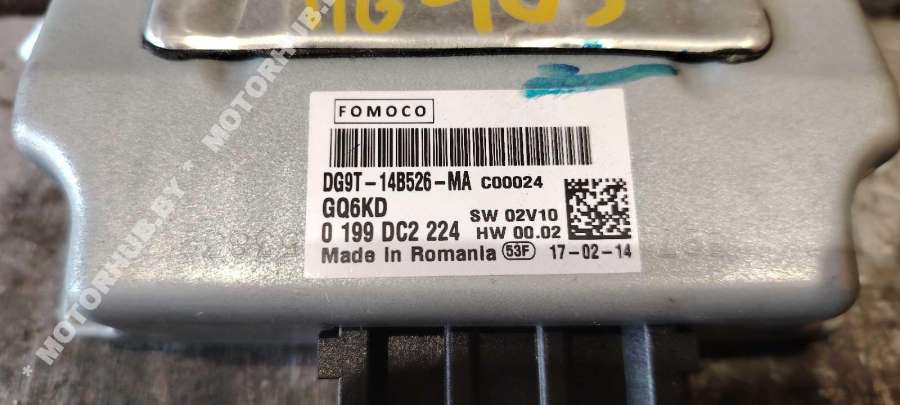 FOMOCO
DG9T-14B526-MA C00024
GQ6KD
SW 02V10
0 199 DC2 224 HW 00.02
Made in Romania 53F 17-02-14
* MOTORHUB.BY * MOTORHUB.BY *